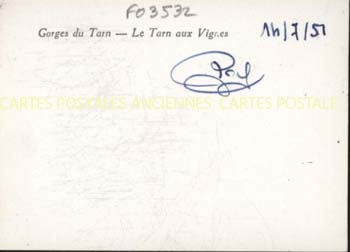 F03532
Gorges du Tarn — Le Tarn aux Vignes
14/7/51
CARTES POSTALES ANCIENNES CARTES POSTALE